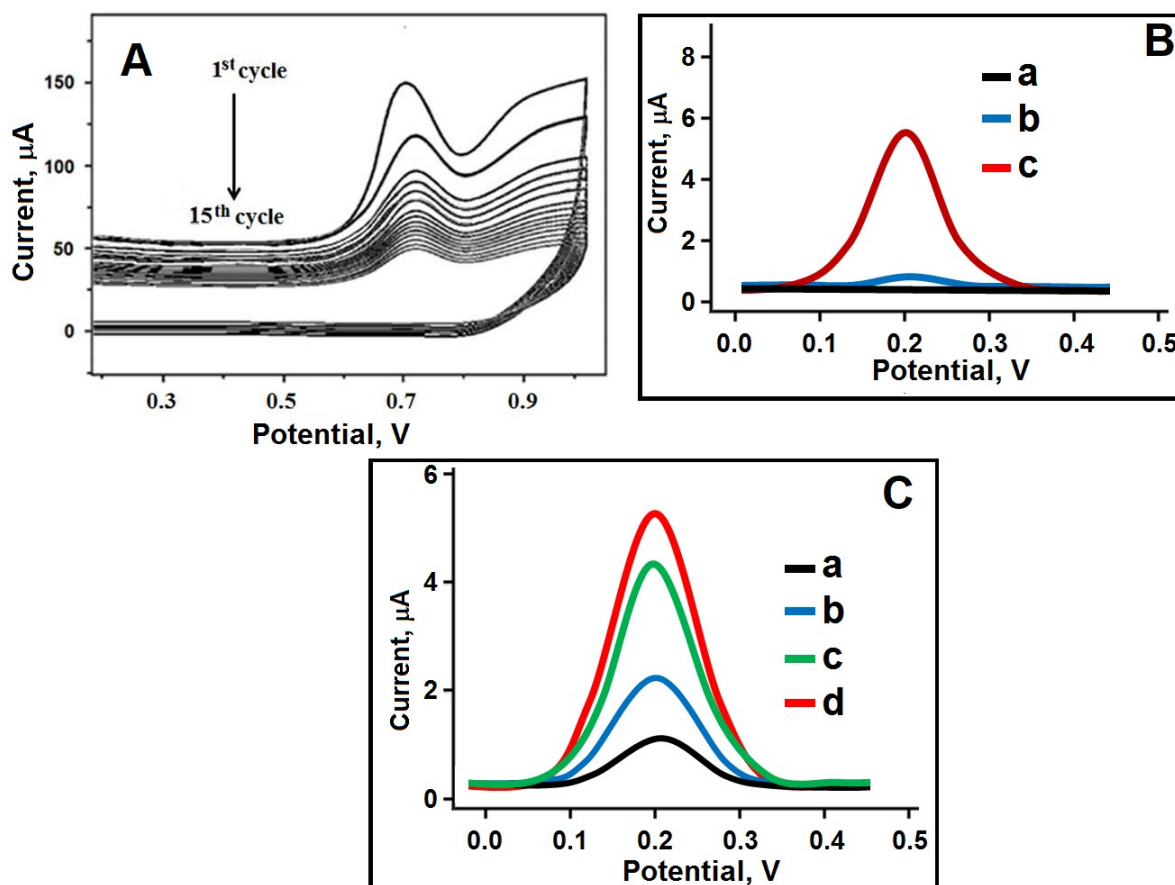 A
1st cycle
15th cycle
150
100
50
0
Current, µA
0.3 0.5 0.7 0.9
Potential, V
B
a
b
c
8
6
4
2
0
Current, µA
0.0 0.1 0.2 0.3 0.4 0.5
Potential, V
C
a
b
c
d
6
4
2
0
Current, µA
0.0 0.1 0.2 0.3 0.4 0.5
Potential, V